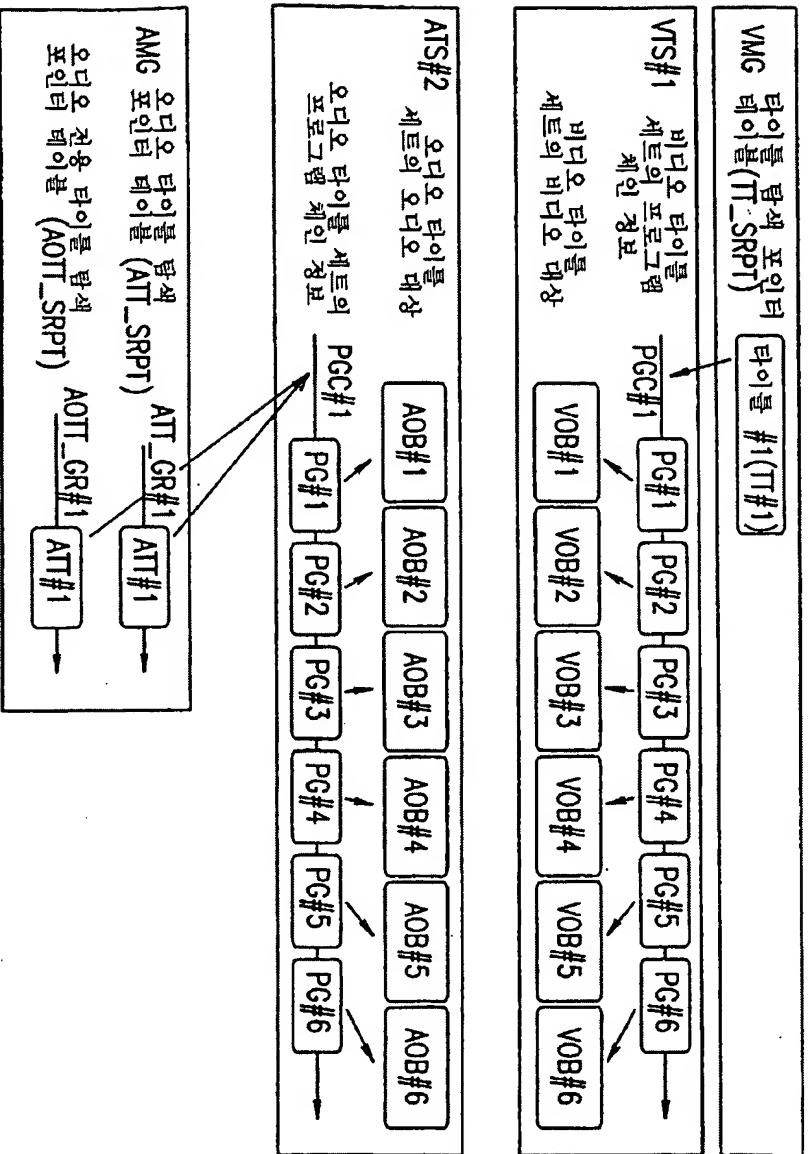 VMG 타이틀 탐색 포인터
테이블(TT_SRPT)
타이틀 #1(TT#1)
VTS#1
비디오 타이틀
세트의 프로그램
체인 정보
PGC#1 PG#1 PG#2 PG#3 PG#4 PG#5 PG#6
비디오 타이틀
세트의 비디오 대상
VOB#1 VOB#2 VOB#3 VOB#4 VOB#5 VOB#6
ATS#2
오디오 타이틀
세트의 오디오 대상
AOB#1 AOB#2 AOB#3 AOB#4 AOB#5 AOB#6
오디오 타이틀 세트의
프로그램 체인 정보
PGC#1 PG#1 PG#2 PG#3 PG#4 PG#5 PG#6
AMG 오디오 타이틀 탐색
포인터 테이블 (ATT_SRPT)
ATT_GR#1 ATT#1
오디오 전용 타이틀 탐색
포인터 테이블 (AOTT_SRPT)
AOTT_GR#1 ATT#1